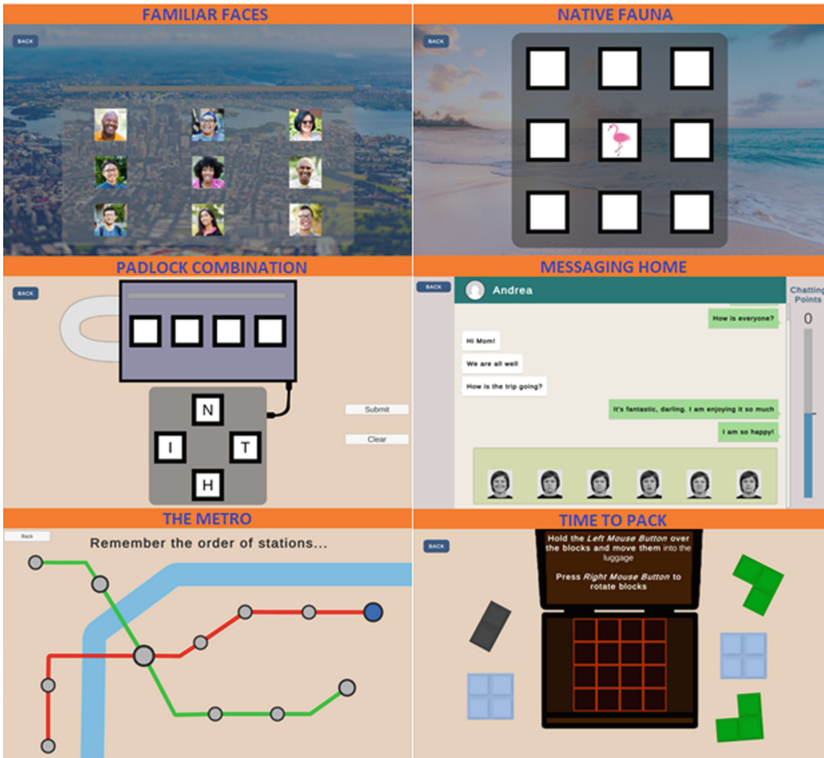 FAMILIAR FACES
BACK
NATIVE FAUNA
BACK
PADLOCK COMBINATION
BACK
N
I
T
H
Submit
Clear
MESSAGING HOME
BACK
Andrea
Chatting
Points
0
How is everyone?
Hi Mom!
We are all well
How is the trip going?
It's fantastic, darling. I am enjoying it so much
I am so happy!
THE METRO
Back
Remember the order of stations...
TIME TO PACK
BACK
Hold the Left Mouse Button over
the blocks and move them into the
luggage
Press Right Mouse Button to
rotate blocks